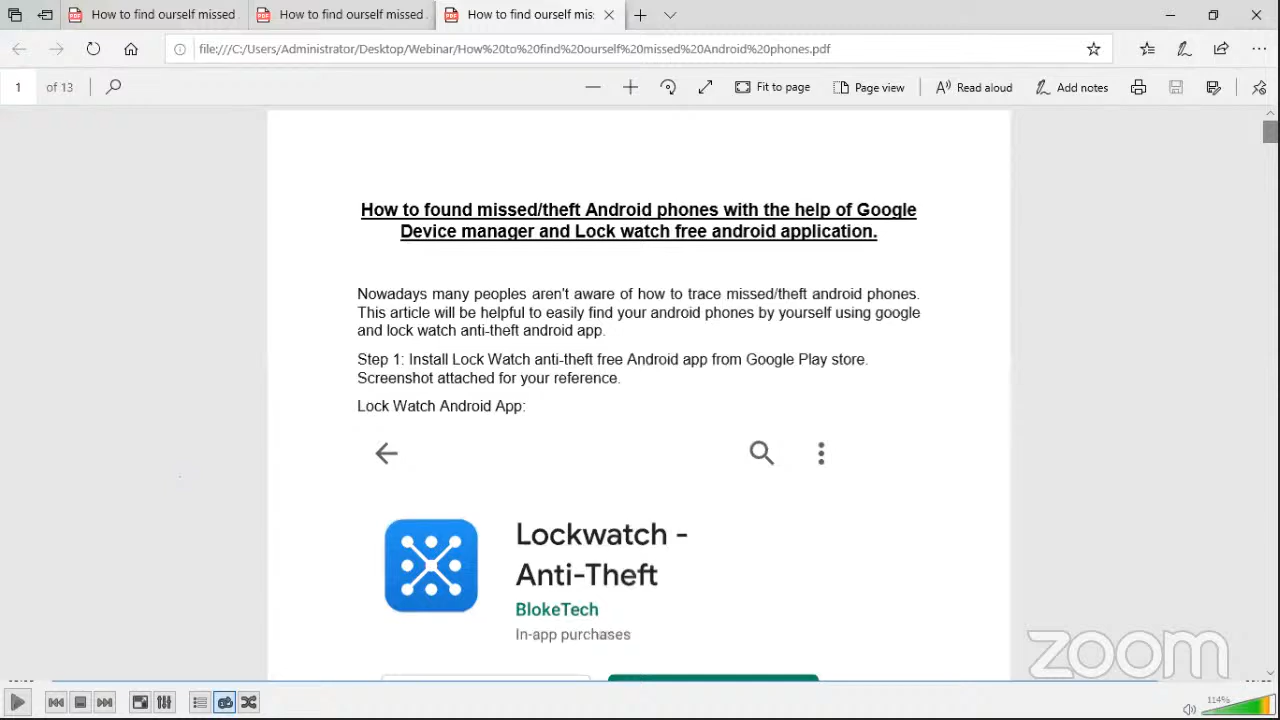 How to find ourself missed
How to find ourself missed
How to find ourself mis
file:///C:/Users/Administrator/Desktop/Webinar/How%20to%20find%20ourself%20missed%20Android%20phones.pdf
1 of 13
Fit to page
Page view
Read aloud
Add notes
How to found missed/theft Android phones with the help of Google
Device manager and Lock watch free android application.
Nowadays many peoples aren't aware of how to trace missed/theft android phones.
This article will be helpful to easily find your android phones by yourself using google
and lock watch anti-theft android app.
Step 1: Install Lock Watch anti-theft free Android app from Google Play store.
Screenshot attached for your reference.
Lock Watch Android App:
Lockwatch -
Anti-Theft
BlokeTech
In-app purchases
zoom
114%